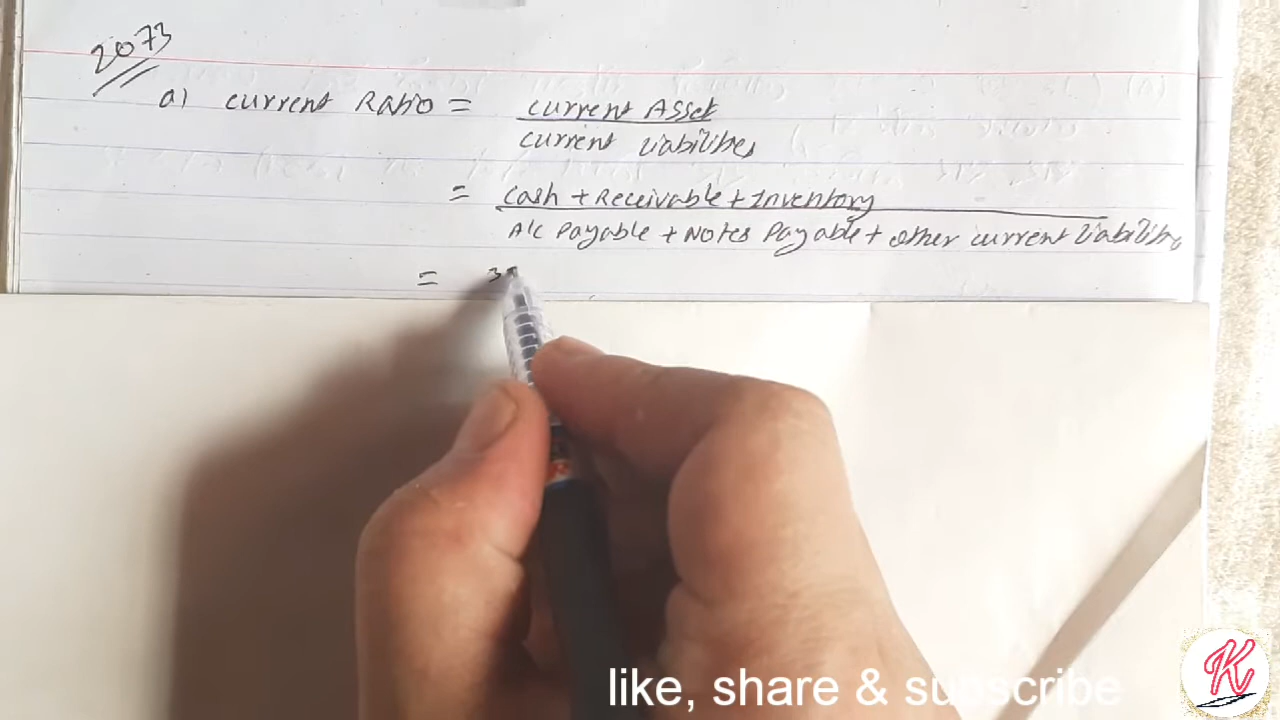 2073
a) current Ratio = current Asset
current liabilities
= cash + Receivable + Inventory
A/c Payable + Notes Payable + other current liabilities
= 3
like, share & subscribe
K